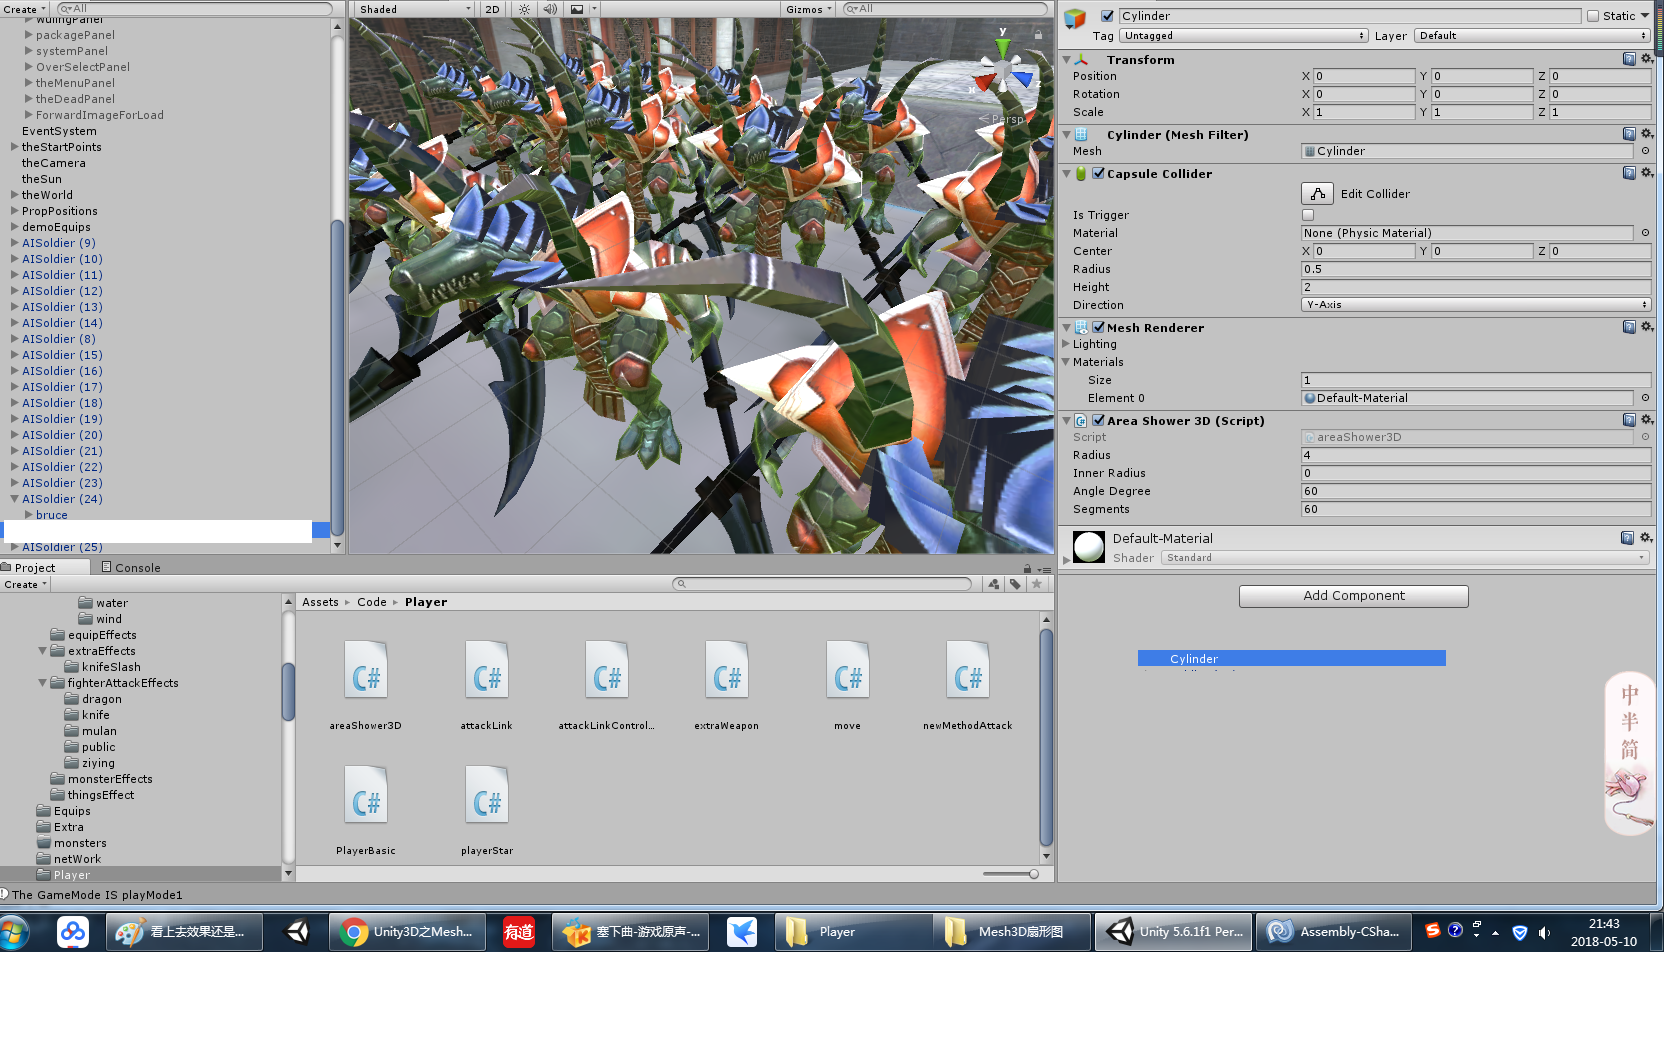 Create
All
wulingPanel
packagePanel
systemPanel
OverSelectPanel
theMenuPanel
theDeadPanel
ForwardImageForLoad
EventSystem
theStartPoints
theCamera
theSun
theWorld
PropPositions
demoEquips
AISoldier (9)
AISoldier (10)
AISoldier (11)
AISoldier (12)
AISoldier (13)
AISoldier (14)
AISoldier (8)
AISoldier (15)
AISoldier (16)
AISoldier (17)
AISoldier (18)
AISoldier (19)
AISoldier (20)
AISoldier (21)
AISoldier (22)
AISoldier (23)
AISoldier (24)
bruce
AISoldier (25)
Shaded
2D
Gizmos
All
y
x
z
Persp
Cylinder
Static
Tag Untagged Layer Default
Transform
Position X 0 Y 0 Z 0
Rotation X 0 Y 0 Z 0
Scale X 1 Y 1 Z 1
Cylinder (Mesh Filter)
Mesh Cylinder
Capsule Collider
Edit Collider
Is Trigger
Material None (Physic Material)
Center X 0 Y 0 Z 0
Radius 0.5
Height 2
Direction Y-Axis
Mesh Renderer
Lighting
Materials
Size 1
Element 0 Default-Material
Area Shower 3D (Script)
Script areaShower3D
Radius 4
Inner Radius 0
Angle Degree 60
Segments 60
Default-Material
Shader Standard
Add Component
Cylinder
中
半
简
Project Console
Create
water
wind
equipEffects
extraEffects
knifeSlash
fighterAttackEffects
dragon
knife
mulan
public
ziying
monsterEffects
thingsEffect
Equips
Extra
monsters
netWork
Player
Assets Code Player
C# C# C# C# C# C#
areaShower3D attackLink attackLinkControl... extraWeapon move newMethodAttack
C# C#
PlayerBasic playerStar
The GameMode IS playMode1
看上去效果还是...
Unity3D之Mesh...
有道
塞下曲-游戏原声-...
Player
Mesh3D扇形图
Unity 5.6.1f1 Per...
Assembly-CSha...
21:43
2018-05-10